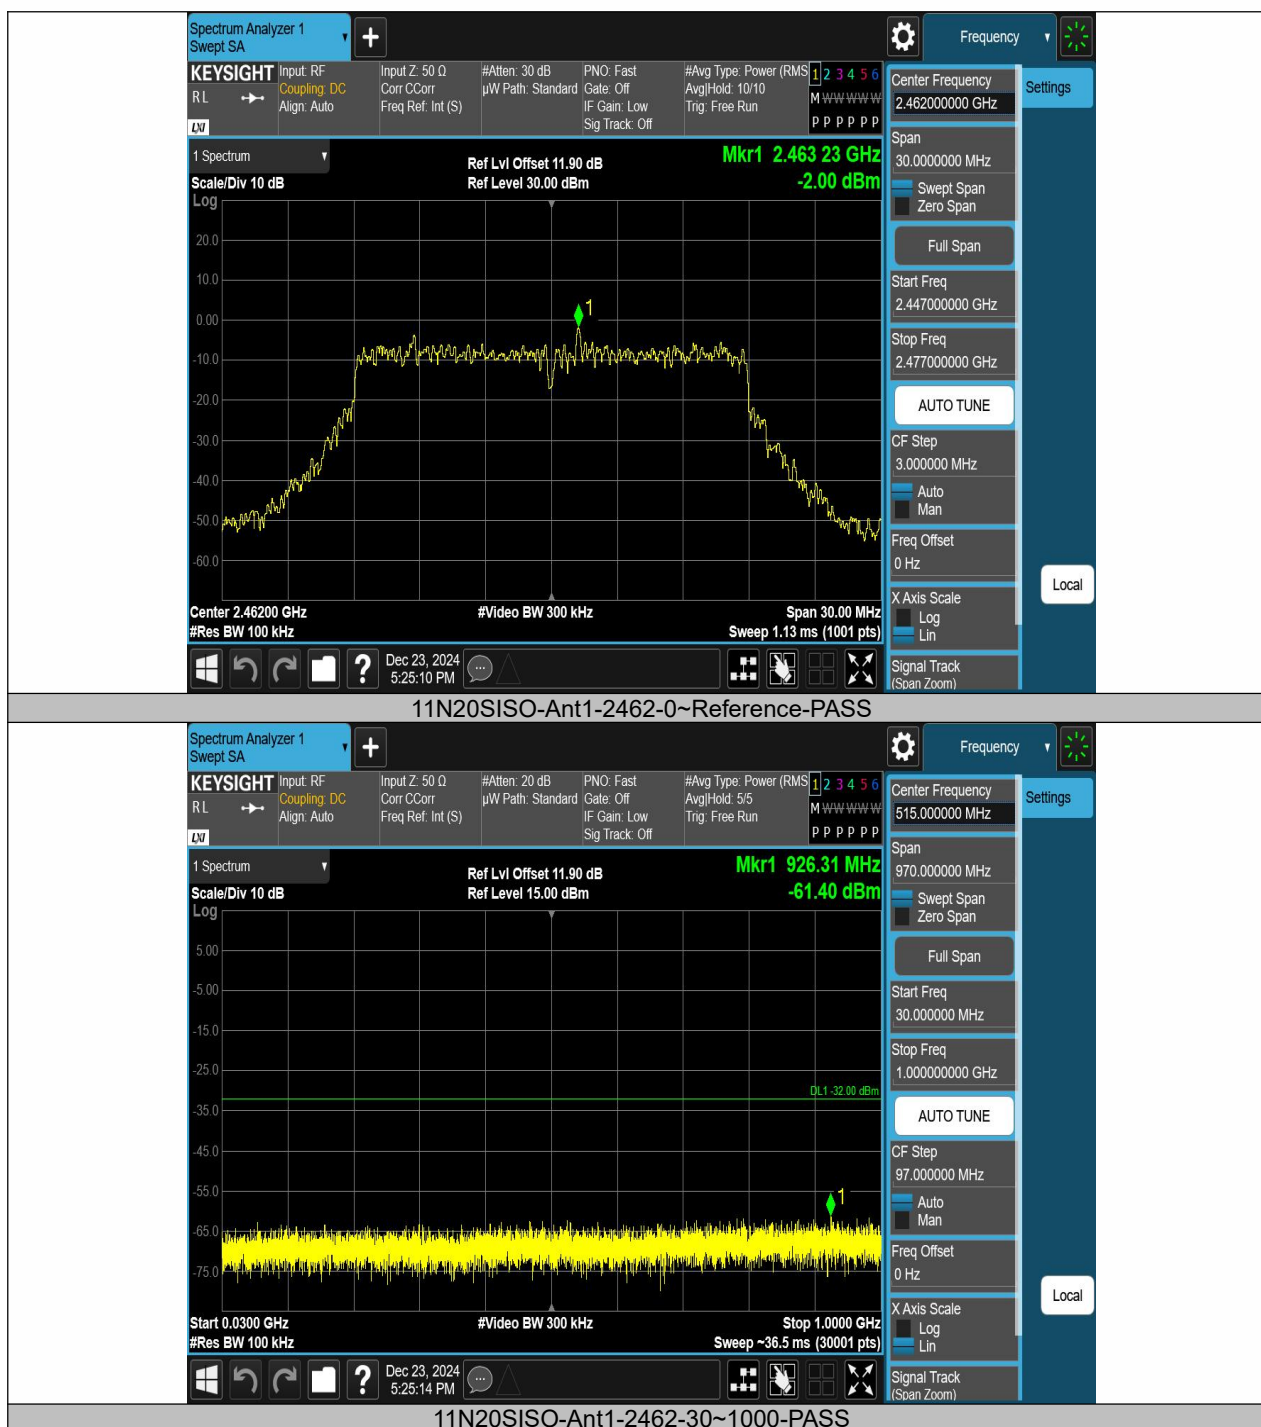 Spectrum Analyzer 1
Swept SA
Frequency
KEYSIGHT
RL
LXI
Input: RF
Coupling: DC
Align: Auto
Input Z: 50 Ω
Corr CCorr
Freq Ref: Int (S)
#Atten: 30 dB
µW Path: Standard
PNO: Fast
Gate: Off
IF Gain: Low
Sig Track: Off
#Avg Type: Power (RMS
Avg|Hold: 10/10
Trig: Free Run
1 2 3 4 5 6
M W W W W W
P P P P P P
Center Frequency
2.462000000 GHz
Settings
Span
30.0000000 MHz
Swept Span
Zero Span
Full Span
Start Freq
2.447000000 GHz
Stop Freq
2.477000000 GHz
AUTO TUNE
CF Step
3.000000 MHz
Auto
Man
Freq Offset
0 Hz
X Axis Scale
Log
Lin
Signal Track
(Span Zoom)
Local
1 Spectrum
Scale/Div 10 dB
Log
Ref Lvl Offset 11.90 dB
Ref Level 30.00 dBm
Mkr1 2.463 23 GHz
-2.00 dBm
20.0
10.0
0.00
-10.0
-20.0
-30.0
-40.0
-50.0
-60.0
1
Center 2.46200 GHz
#Res BW 100 kHz
#Video BW 300 kHz
Span 30.00 MHz
Sweep 1.13 ms (1001 pts)
?
Dec 23, 2024
5:25:10 PM
11N20SISO-Ant1-2462-0~Reference-PASS
Spectrum Analyzer 1
Swept SA
Frequency
KEYSIGHT
RL
LXI
Input: RF
Coupling: DC
Align: Auto
Input Z: 50 Ω
Corr CCorr
Freq Ref: Int (S)
#Atten: 20 dB
µW Path: Standard
PNO: Fast
Gate: Off
IF Gain: Low
Sig Track: Off
#Avg Type: Power (RMS
Avg|Hold: 5/5
Trig: Free Run
1 2 3 4 5 6
M W W W W W
P P P P P P
Center Frequency
515.000000 MHz
Settings
Span
970.000000 MHz
Swept Span
Zero Span
Full Span
Start Freq
30.000000 MHz
Stop Freq
1.000000000 GHz
AUTO TUNE
CF Step
97.000000 MHz
Auto
Man
Freq Offset
0 Hz
X Axis Scale
Log
Lin
Signal Track
(Span Zoom)
Local
1 Spectrum
Scale/Div 10 dB
Log
Ref Lvl Offset 11.90 dB
Ref Level 15.00 dBm
Mkr1 926.31 MHz
-61.40 dBm
5.00
-5.00
-15.0
-25.0
-35.0
-45.0
-55.0
-65.0
-75.0
DL1 -32.00 dBm
1
Start 0.0300 GHz
#Res BW 100 kHz
#Video BW 300 kHz
Stop 1.0000 GHz
Sweep ~36.5 ms (30001 pts)
?
Dec 23, 2024
5:25:14 PM
11N20SISO-Ant1-2462-30~1000-PASS